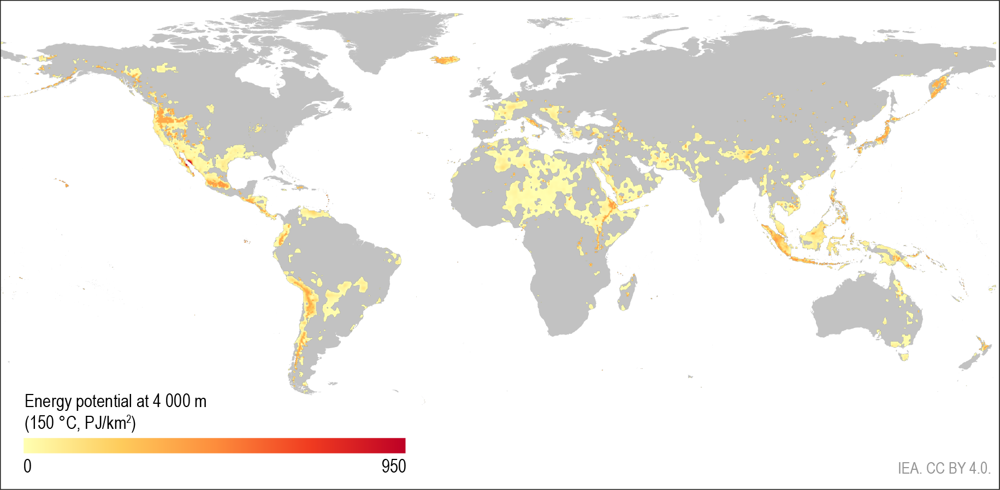 Energy potential at 4 000 m
(150 °C, PJ/km²)
0 950
IEA. CC BY 4.0.